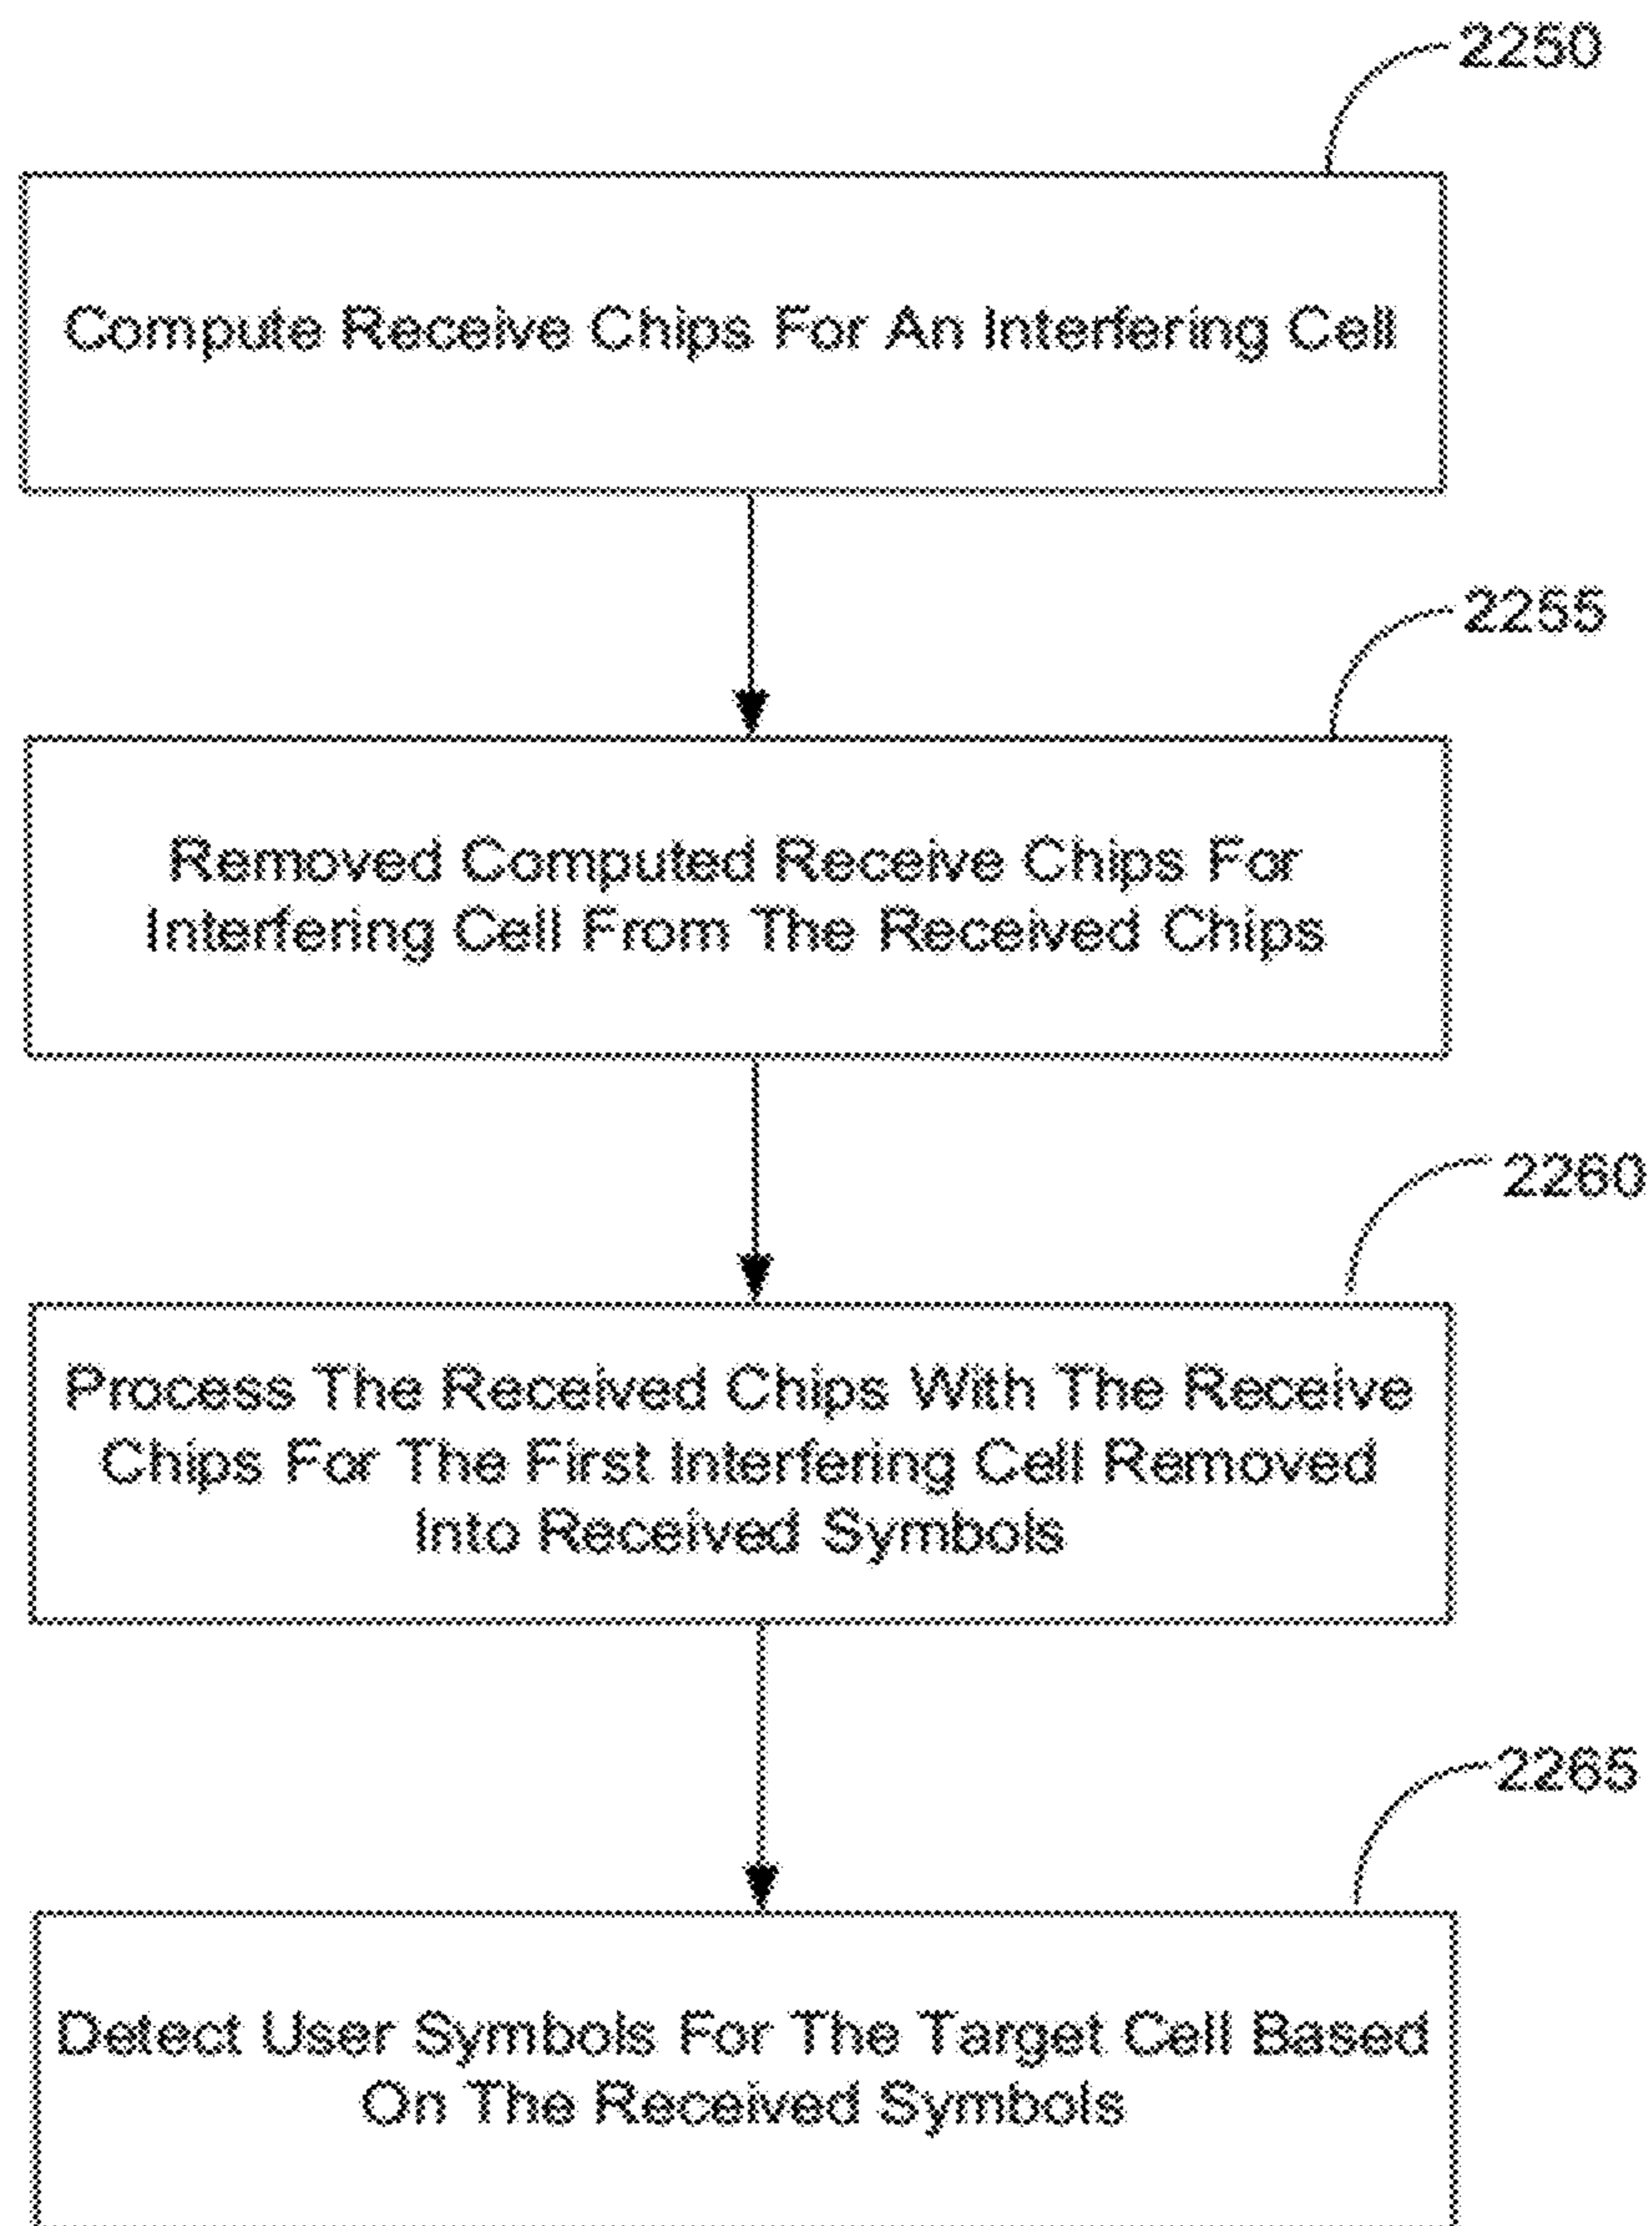 2250
Compute Receive Chips For An Interfering Cell
2255
Removed Computed Receive Chips For
Interfering Cell From The Received Chips
2260
Process The Received Chips With The Receive
Chips For The First Interfering Cell Removed
Into Received Symbols
2265
Detect User Symbols For The Target Cell Based
On The Received Symbols